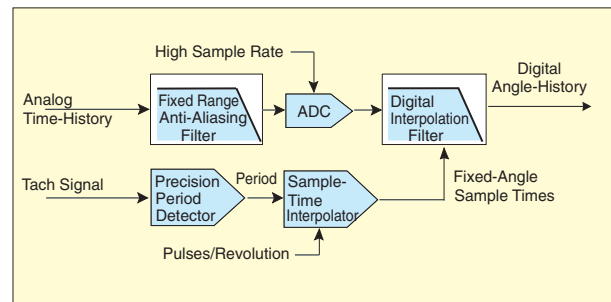 High Sample Rate
Digital
Angle-History
Analog
Time-History
Fixed Range
Anti-Aliasing
Filter
ADC
Digital
Interpolation
Filter
Tach Signal
Precision
Period
Detector
Period
Sample-
Time
Interpolator
Fixed-Angle
Sample Times
Pulses/Revolution